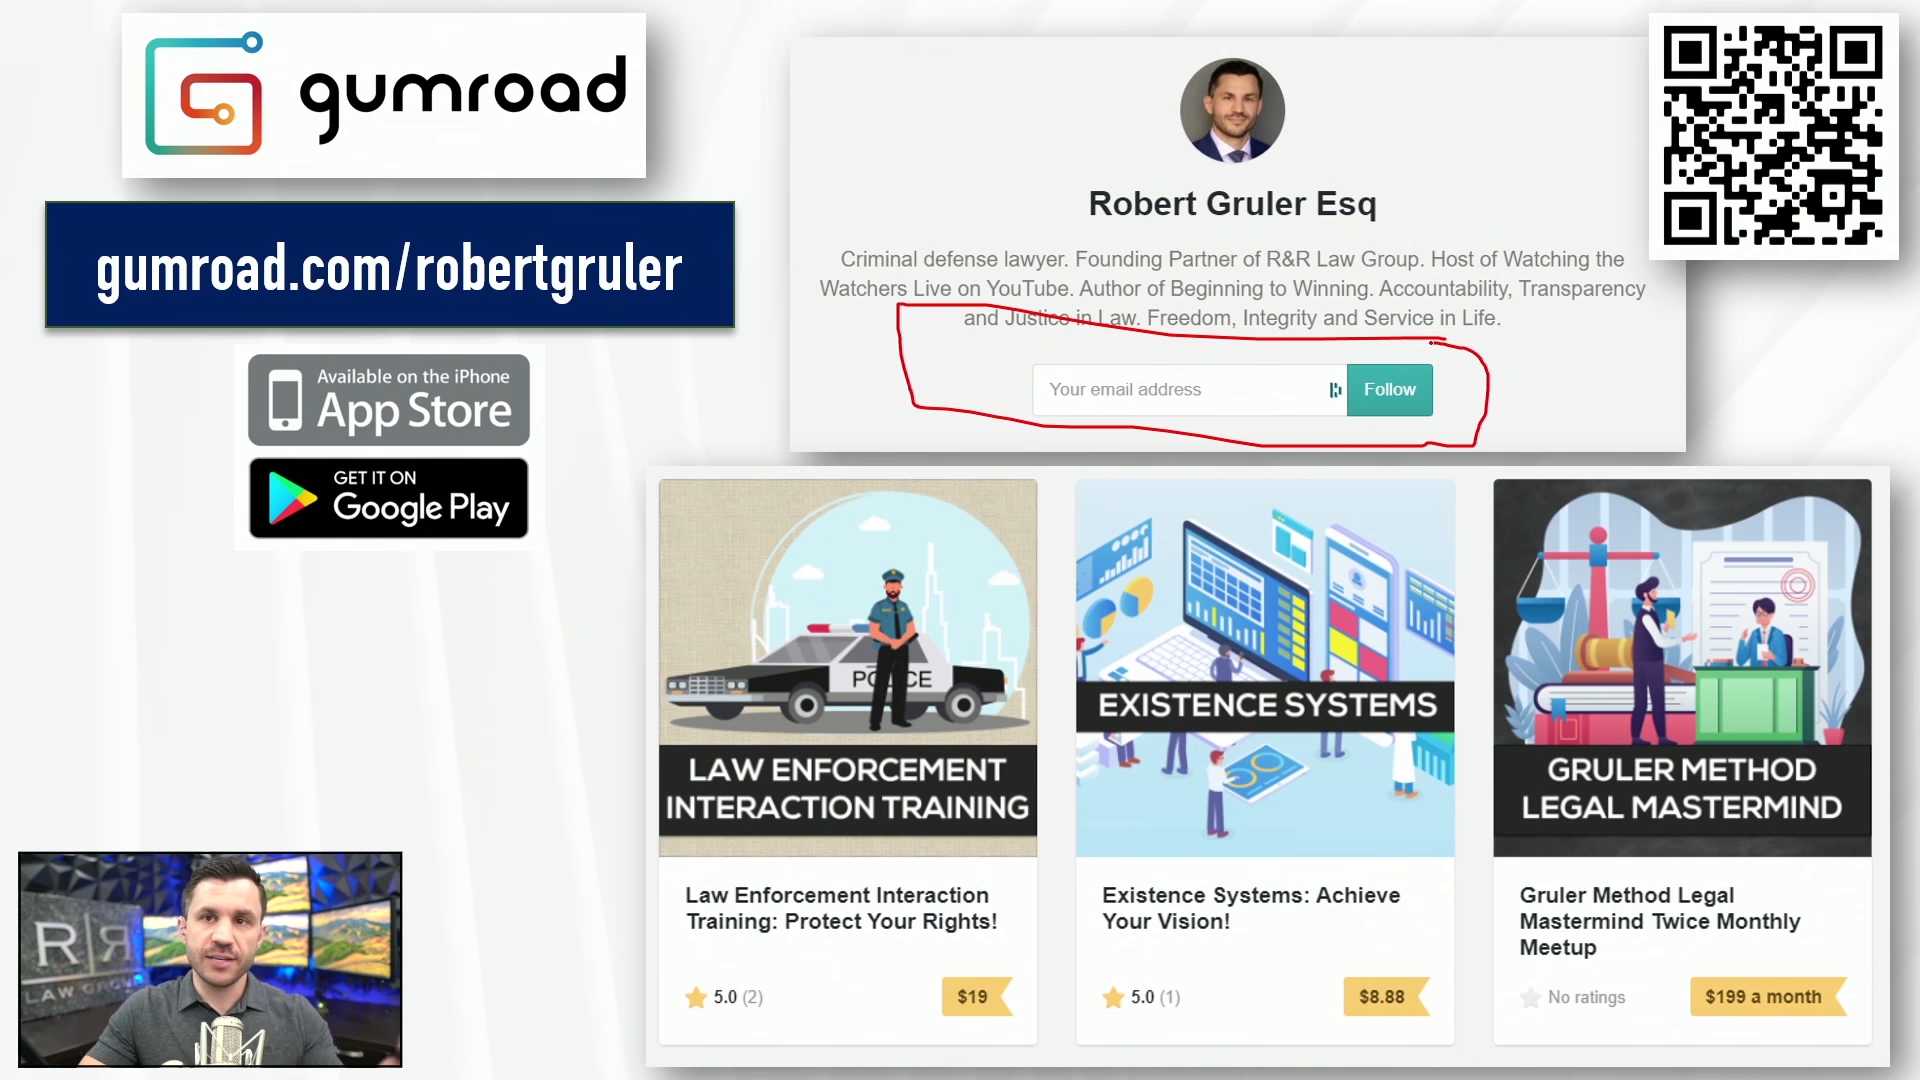 gumroad
gumroad.com/robertgruler
Available on the iPhone
App Store
GET IT ON
Google Play
Robert Gruler Esq
Criminal defense lawyer. Founding Partner of R&R Law Group. Host of Watching the
Watchers Live on YouTube. Author of Beginning to Winning. Accountability, Transparency
and Justice in Law. Freedom, Integrity and Service in Life.
Your email address
Follow
POLICE
LAW ENFORCEMENT
INTERACTION TRAINING
Law Enforcement Interaction
Training: Protect Your Rights!
5.0 (2)
$19
EXISTENCE SYSTEMS
Existence Systems: Achieve
Your Vision!
5.0 (1)
$8.88
GRULER METHOD
LEGAL MASTERMIND
Gruler Method Legal
Mastermind Twice Monthly
Meetup
No ratings
$199 a month
R R
LAW GROUP